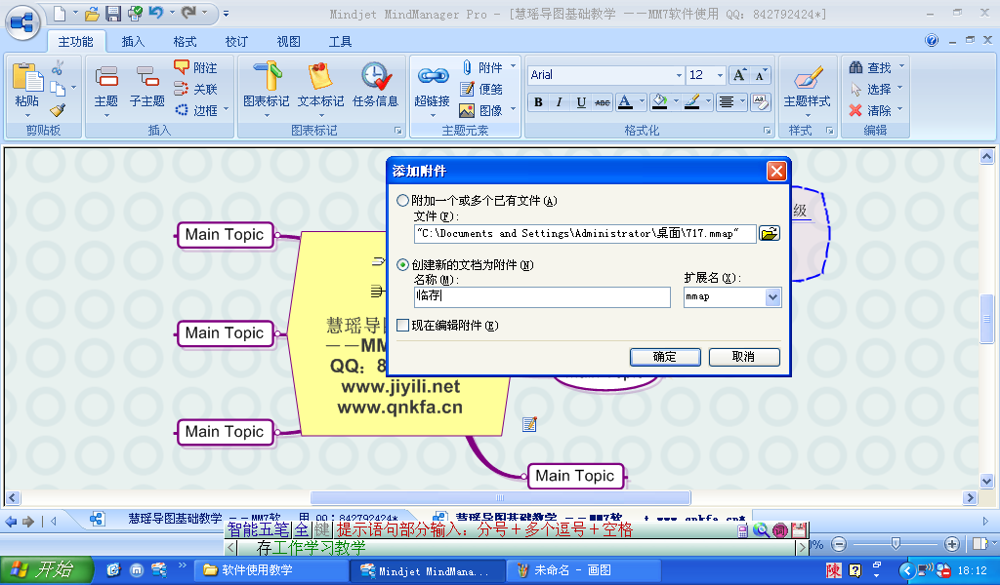 Mindjet MindManager Pro - [慧瑶导图基础教学 －－MM7软件使用 QQ：842792424*]
主功能 插入 格式 校订 视图 工具
粘贴 主题 子主题 附注 关联 边框 图表标记 文本标记 任务信息 超链接 附件 便笺 图像 Arial 12 B I U ABC A 主题样式 查找 选择 清除
剪贴板 插入 图表标记 主题元素 格式化 样式 编辑
添加附件
附加一个或多个已有文件(A)
文件(F):
"C:\Documents and Settings\Administrator\桌面\717.mmap"
创建新的文档为附件(N)
名称(M):
扩展名(X):
临存
mmap
现在编辑附件(E)
确定 取消
级
Main Topic
Main Topic
慧瑶导
－－MM
QQ：8
www.jiyili.net
www.qnkfa.cn
Main Topic
Main Topic
慧瑶导图基础教学 －－MM7软 用 QQ：842792424*
慧瑶导图基础教学 －－MM7软 t www.qnkfa.cn*
智能五笔 全 键 提示语句部分输入：分号＋多个逗号＋空格
存工作学习教学
开始 软件使用教学 Mindjet MindMana... 未命名 - 画图 陳 18:12